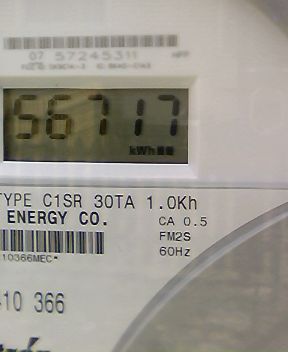 07 57245311
56717
kWh
TYPE C1SR 30TA 1.0Kh
ENERGY CO.
CA 0.5
FM2S
60Hz
10366MEC*
10 366